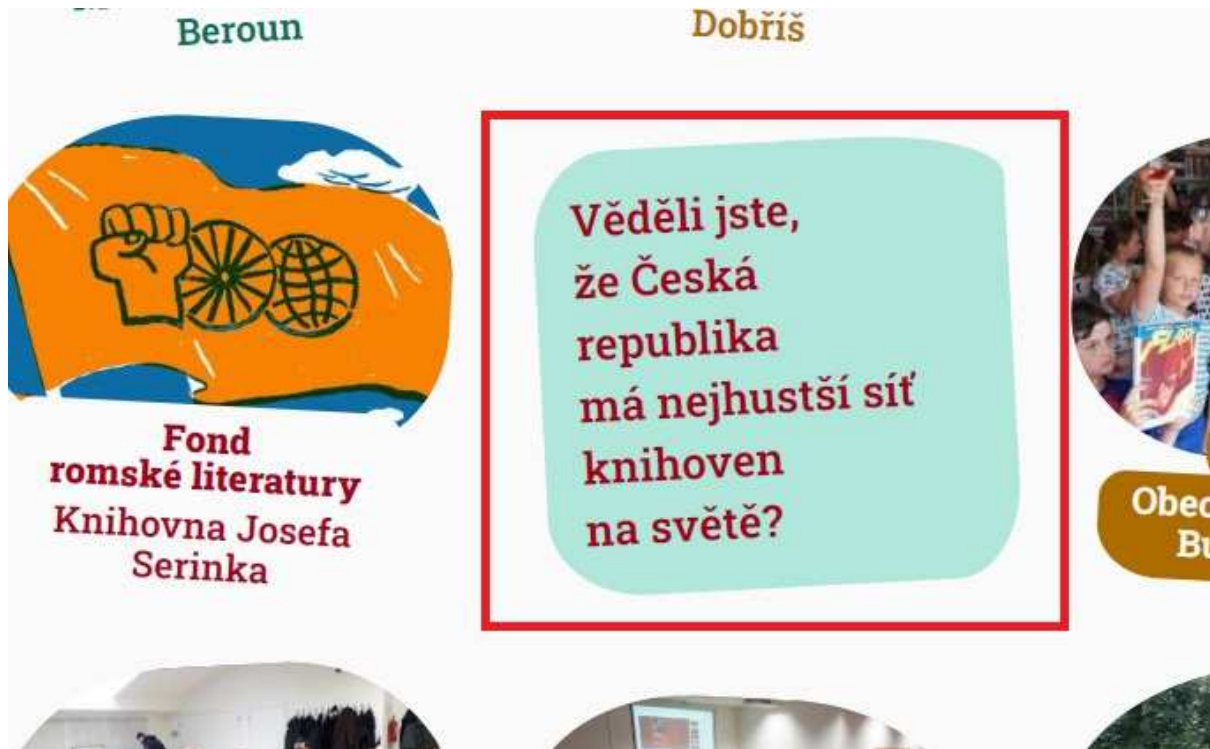 Beroun
Dobříš
Věděli jste,
že Česká
republika
má nejhustší síť
knihoven
na světě?
Fond
romské literatury
Knihovna Josefa
Serinka